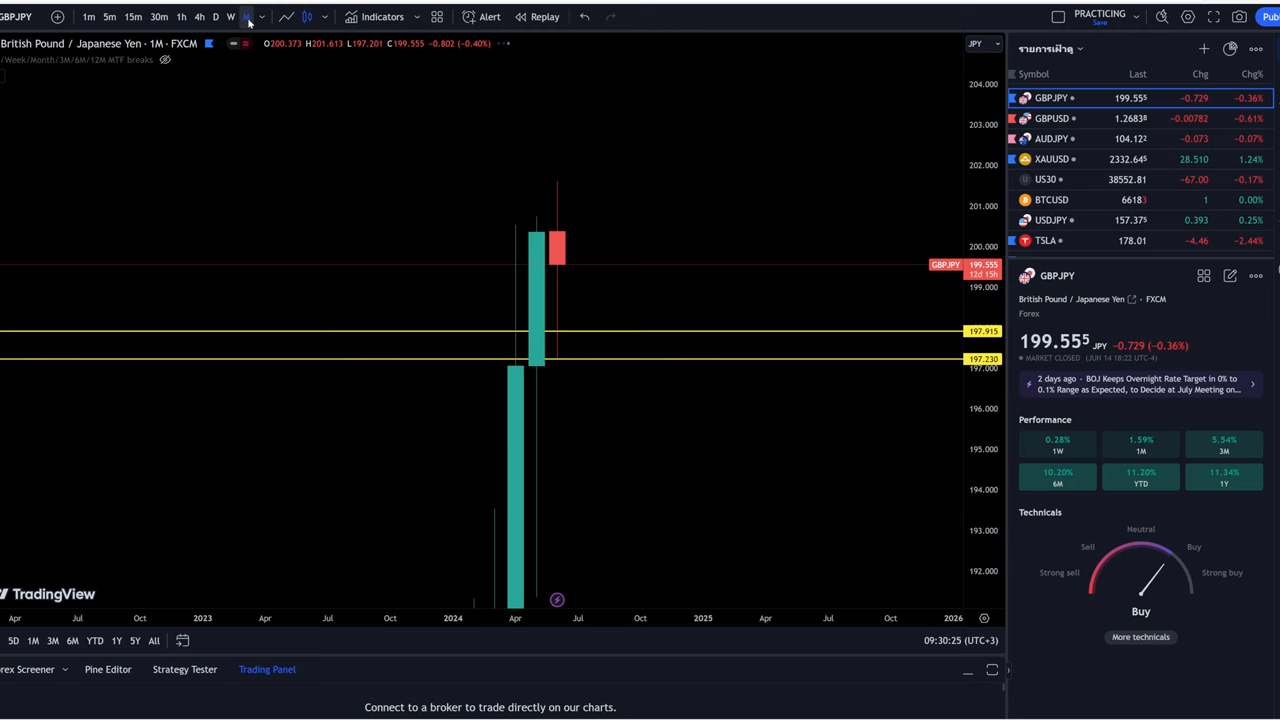 GBPJPY 1m 5m 15m 30m 1h 4h D W M Indicators Alert Replay PRACTICING Save Pub
British Pound / Japanese Yen · 1M · FXCM O200.373 H201.613 L197.201 C199.555 −0.802 (−0.40%) JPY
/Week/Month/3M/6M/12M MTF breaks
204.000
203.000
202.000
201.000
200.000
GBPJPY 199.555
12d 15h
199.000
197.915
197.230
197.000
196.000
195.000
194.000
193.000
192.000
TradingView
Apr Jul Oct 2023 Apr Jul Oct 2024 Apr Jul Oct 2025 Apr Jul Oct 2026
5D 1M 3M 6M YTD 1Y 5Y All 09:30:25 (UTC+3)
orex Screener Pine Editor Strategy Tester Trading Panel
Connect to a broker to trade directly on our charts.
รายการเฝ้าดู
Symbol Last Chg Chg%
GBPJPY 199.555 −0.729 −0.36%
GBPUSD 1.26838 −0.00782 −0.61%
AUDJPY 104.122 −0.073 −0.07%
XAUUSD 2332.645 28.510 1.24%
US30 38552.81 −67.00 −0.17%
BTCUSD 66183 1 0.00%
USDJPY 157.375 0.393 0.25%
TSLA 178.01 −4.46 −2.44%
GBPJPY
British Pound / Japanese Yen · FXCM
Forex
199.555 JPY −0.729 (−0.36%)
MARKET CLOSED (JUN 14 18:22 UTC-4)
2 days ago · BOJ Keeps Overnight Rate Target in 0% to
0.1% Range as Expected, to Decide at July Meeting on...
Performance
0.28% 1.59% 5.54%
1W 1M 3M
10.20% 11.20% 11.34%
6M YTD 1Y
Technicals
Neutral
Sell Buy
Strong sell Strong buy
Buy
More technicals